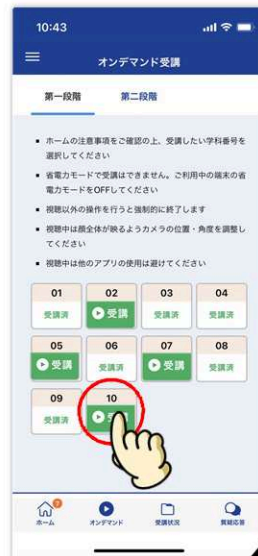 10:43
オンデマンド受講
第一段階 第二段階
▪ ホームの注意事項をご確認の上、受講したい学科番号を
選択してください
▪ 省電力モードで受講はできません。ご利用中の端末の省
電力モードをOFFしてください
▪ 視聴以外の操作を行うと強制的に終了します
▪ 視聴中は顔全体が映るようカメラの位置・角度を調整し
てください
▪ 視聴中は他のアプリの使用は避けてください
01 02 03 04
受講済 受講 受講済 受講済
05 06 07 08
受講 受講済 受講 受講済
09 10
受講済
ホーム オンデマンド 受講状況 質疑応答